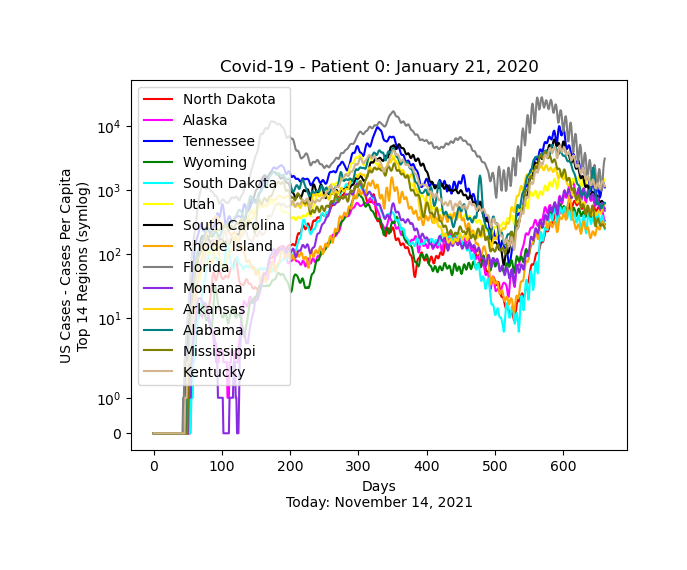 Covid-19 - Patient 0: January 21, 2020
US Cases - Cases Per Capita
Top 14 Regions (symlog)
10^4
10^3
10^2
10^1
10^0
0
North Dakota
Alaska
Tennessee
Wyoming
South Dakota
Utah
South Carolina
Rhode Island
Florida
Montana
Arkansas
Alabama
Mississippi
Kentucky
0 100 200 300 400 500 600
Days
Today: November 14, 2021